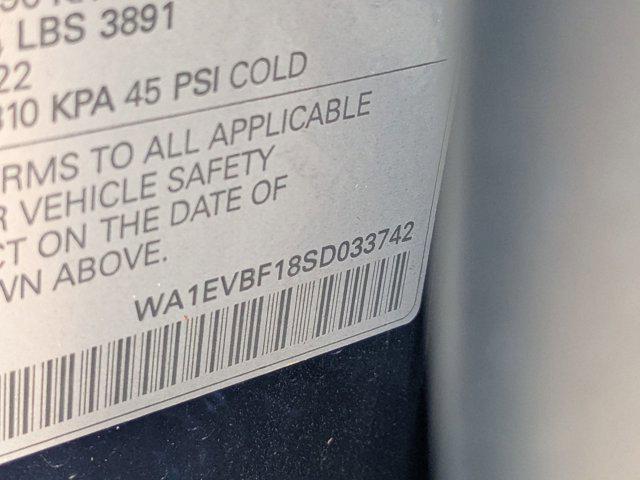 LBS 3891
22
310 KPA 45 PSI COLD
RMS TO ALL APPLICABLE
R VEHICLE SAFETY
CT ON THE DATE OF
WN ABOVE.
WA1EVBF18SD033742